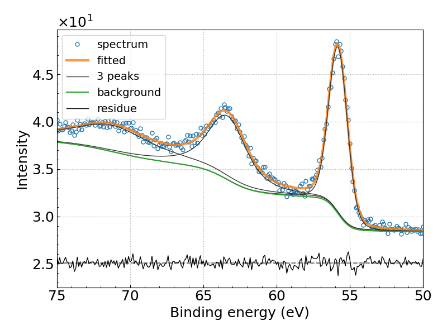 ×10¹
spectrum
fitted
3 peaks
background
residue
Intensity
4.5
4.0
3.5
3.0
2.5
75 70 65 60 55 50
Binding energy (eV)